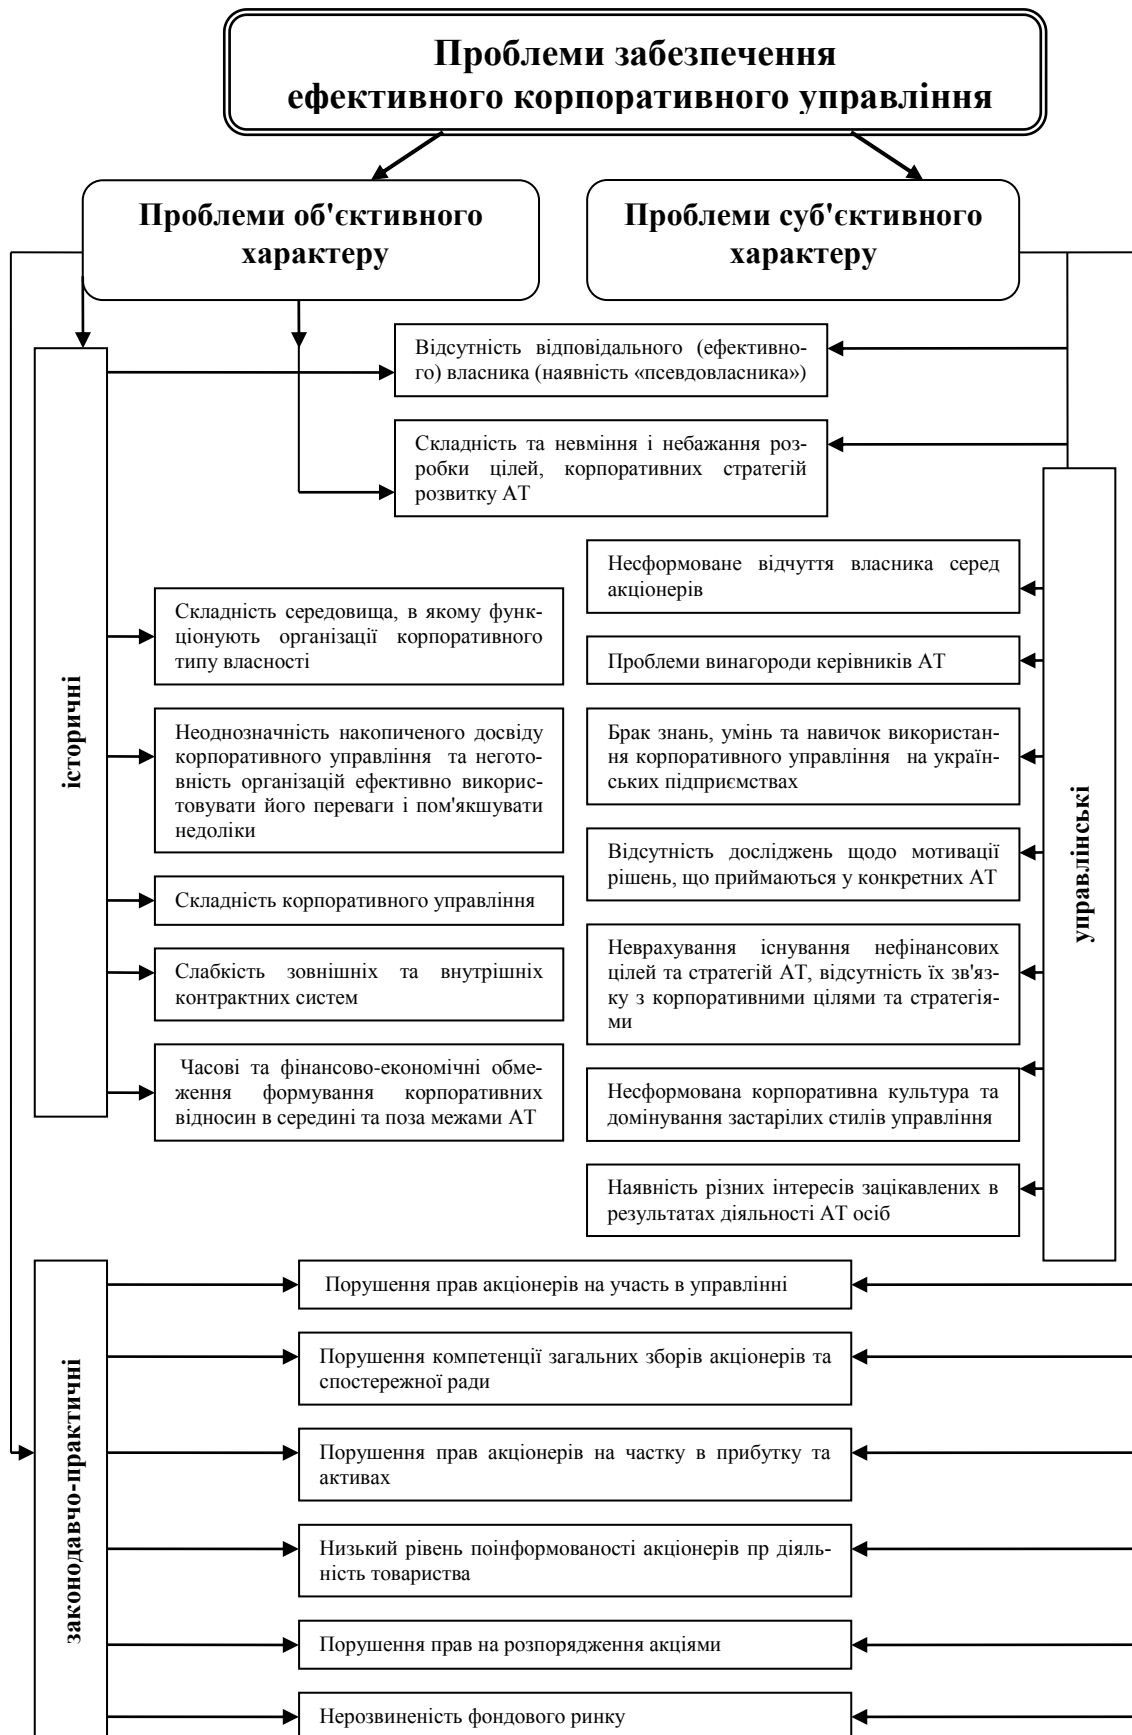 Проблеми забезпечення
ефективного корпоративного управління
Проблеми об'єктивного
характеру
Проблеми суб'єктивного
характеру
Відсутність відповідального (ефективно-
го) власника (наявність «псевдовласника»)
Складність та невміння і небажання роз-
робки цілей, корпоративних стратегій
розвитку АТ
історичні
Складність середовища, в якому функ-
ціонують організації корпоративного
типу власності
Неоднозначність накопиченого досвіду
корпоративного управління та негото-
вність організацій ефективно викорис-
товувати його переваги і пом'якшувати
недоліки
Складність корпоративного управління
Слабкість зовнішніх та внутрішніх
контрактних систем
Часові та фінансово-економічні обме-
ження формування корпоративних
відносин в середині та поза межами АТ
управлінські
Несформоване відчуття власника серед
акціонерів
Проблеми винагороди керівників АТ
Брак знань, умінь та навичок використан-
ня корпоративного управління на україн-
ських підприємствах
Відсутність досліджень щодо мотивації
рішень, що приймаються у конкретних АТ
Неврахування існування нефінансових
цілей та стратегій АТ, відсутність їх зв'яз-
ку з корпоративними цілями та стратегія-
ми
Несформована корпоративна культура та
домінування застарілих стилів управління
Наявність різних інтересів зацікавлених в
результатах діяльності АТ осіб
законодавчо-практичні
Порушення прав акціонерів на участь в управлінні
Порушення компетенції загальних зборів акціонерів та
спостережної ради
Порушення прав акціонерів на частку в прибутку та
активах
Низький рівень поінформованості акціонерів пр діяль-
ність товариства
Порушення прав на розпорядження акціями
Нерозвиненість фондового ринку